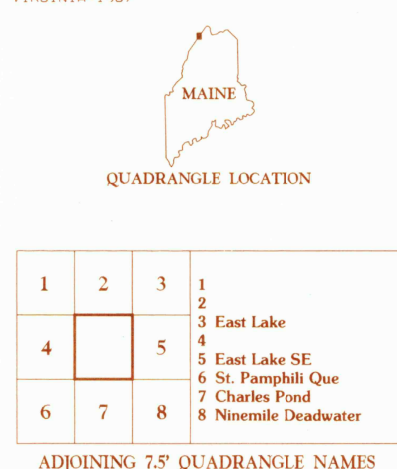 MAINE
QUADRANGLE LOCATION
1 2 3
4 5
6 7 8
1
2
3 East Lake
4
5 East Lake SE
6 St. Pamphili Que
7 Charles Pond
8 Ninemile Deadwater
ADJOINING 7.5' QUADRANGLE NAMES